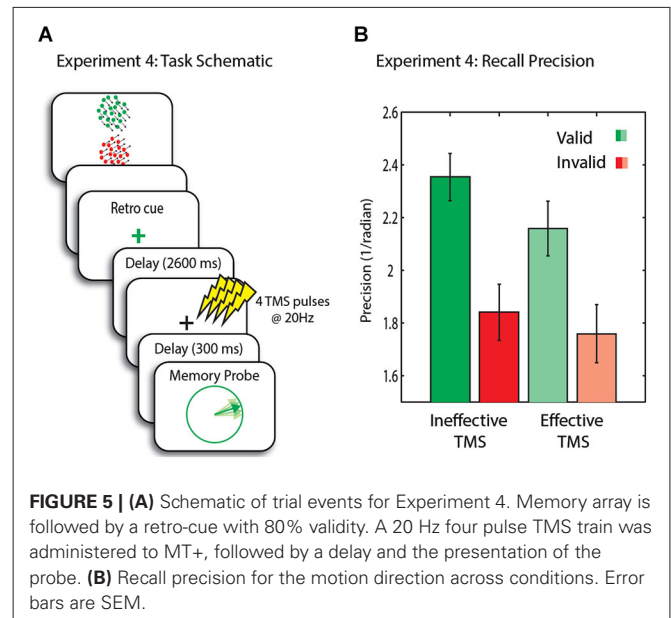 A
Experiment 4: Task Schematic
Retro cue
Delay (2600 ms)
4 TMS pulses
@ 20Hz
Delay (300 ms)
Memory Probe
B
Experiment 4: Recall Precision
Precision (1/radian)
2.6
2.4
2.2
2
1.8
1.6
Valid
Invalid
Ineffective
TMS
Effective
TMS
FIGURE 5 | (A) Schematic of trial events for Experiment 4. Memory array is
followed by a retro-cue with 80% validity. A 20 Hz four pulse TMS train was
administered to MT+, followed by a delay and the presentation of the
probe. (B) Recall precision for the motion direction across conditions. Error
bars are SEM.